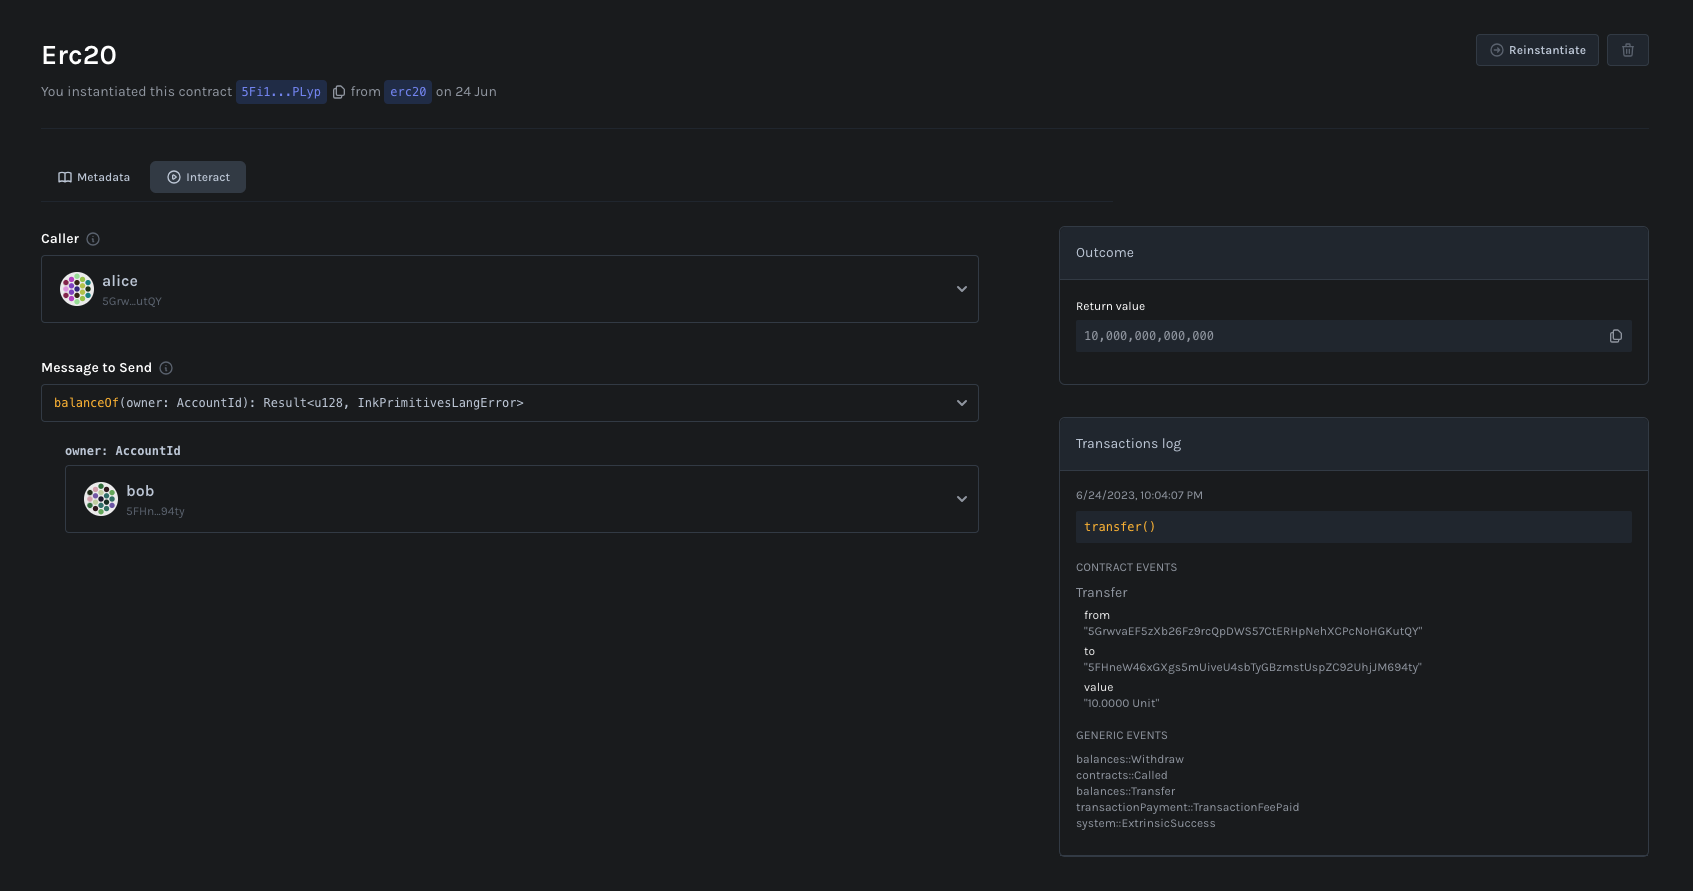 Erc20
Reinstantiate
You instantiated this contract 5Fi1...PLyp from erc20 on 24 Jun
Metadata
Interact
Caller
alice
5Grw...utQY
Message to Send
balanceOf(owner: AccountId): Result<u128, InkPrimitivesLangError>
owner: AccountId
bob
5FHn...94ty
Outcome
Return value
10,000,000,000,000
Transactions log
6/24/2023, 10:04:07 PM
transfer()
CONTRACT EVENTS
Transfer
from
"5GrwvaEF5zXb26Fz9rcQpDWS57CtERHpNehXCPcNoHGKutQY"
to
"5FHneW46xGXgs5mUiveU4sbTyGBzmstUspZC92UhjJM694ty"
value
"10.0000 Unit"
GENERIC EVENTS
balances::Withdraw
contracts::Called
balances::Transfer
transactionPayment::TransactionFeePaid
system::ExtrinsicSuccess